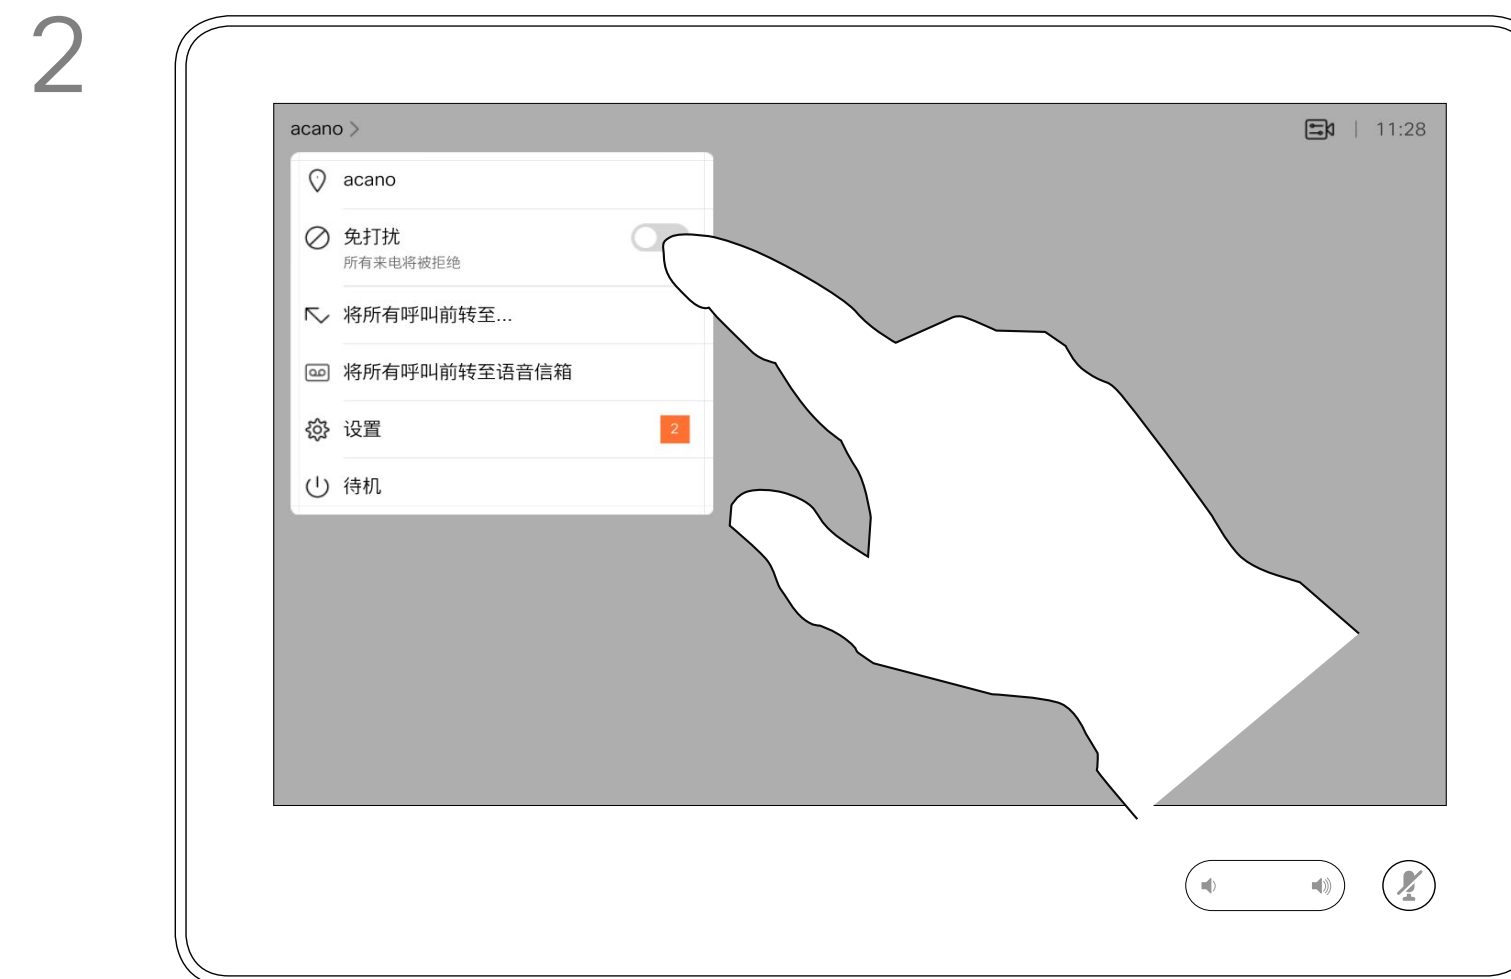 2
acano >
11:28
acano
免打扰
所有来电将被拒绝
将所有呼叫前转至...
将所有呼叫前转至语音信箱
设置
2
待机